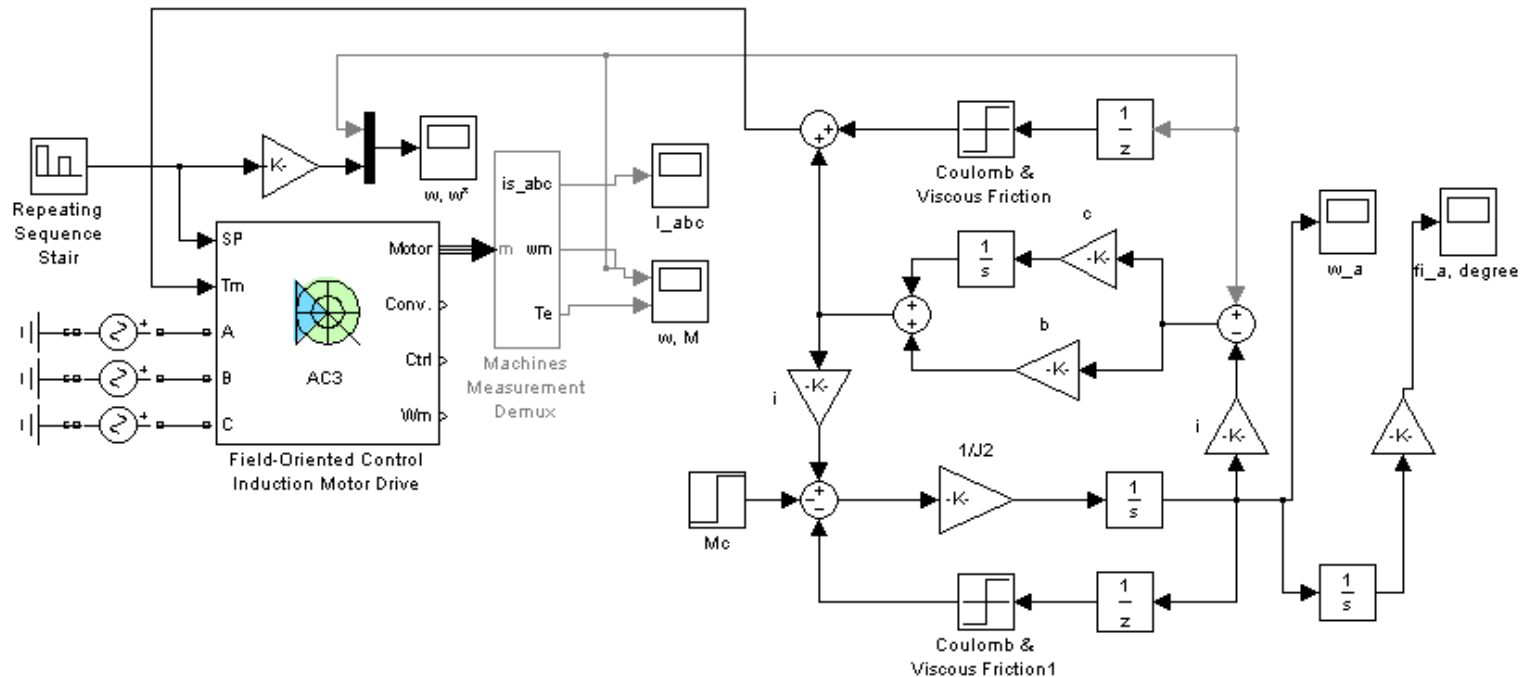 Repeating
Sequence
Stair
K-
w, w*
is_abc
m
wm
Te
Machines
Measurement
Demux
I_abc
w, M
SP
Tm
A
B
C
Motor
Conv.
Ctrl
Wm
AC3
Field-Oriented Control
Induction Motor Drive
+
+
+
+
+
Coulomb &
Viscous Friction
1
z
c
1
s
-K-
b
-K-
+
+
+
−
i
-K-
i
-K-
w_a
fi_a, degree
-K-
Mc
−
+
−
1/J2
-K-
1
s
Coulomb &
Viscous Friction1
1
z
1
s